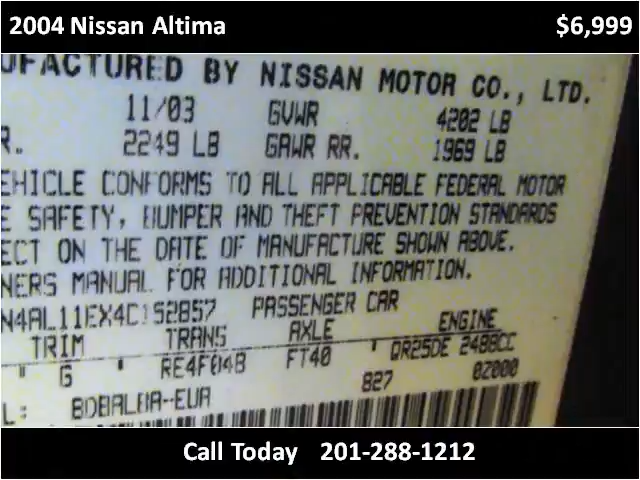 2004 Nissan Altima $6,999
UFACTURED BY NISSAN MOTOR CO., LTD.
11/03 GVWR 4202 LB
R. 2249 LB GAWR RR. 1969 LB
EHICLE CONFORMS TO ALL APPLICABLE FEDERAL MOTOR
E SAFETY, BUMPER AND THEFT PREVENTION STANDARDS
ECT ON THE DATE OF MANUFACTURE SHOWN ABOVE.
NERS MANUAL FOR ADDITIONAL INFORMATION.
N4AL11EX4C152857 PASSENGER CAR
TRIM TRANS AXLE ENGINE
G RE4F04B FT40 QR25DE 2488CC
827 0Z000
L: BDBALBA-EUA
Call Today 201-288-1212